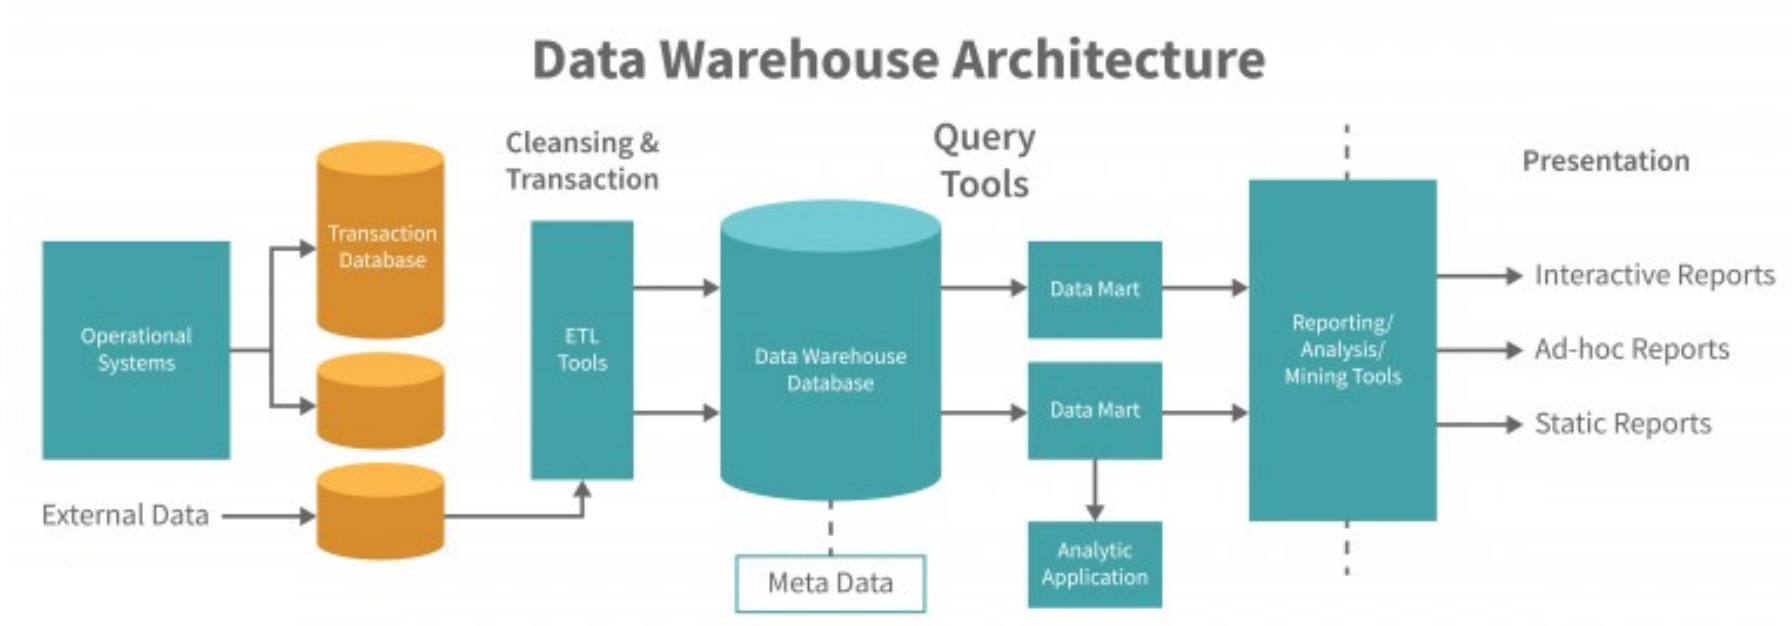 Data Warehouse Architecture
Cleansing &
Transaction
Query
Tools
Presentation
Transaction
Database
Operational
Systems
External Data
ETL
Tools
Data Warehouse
Database
Meta Data
Data Mart
Data Mart
Analytic
Application
Reporting/
Analysis/
Mining Tools
Interactive Reports
Ad-hoc Reports
Static Reports